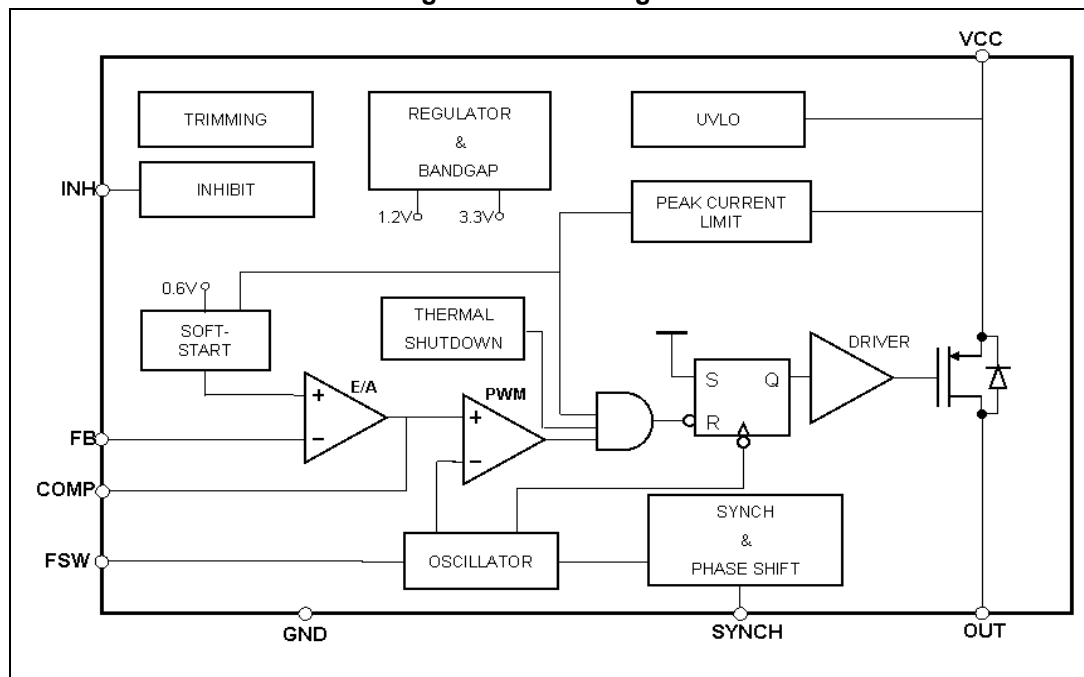 VCC
TRIMMING
REGULATOR
&
BANDGAP
UVLO
INH
INHIBIT
1.2V
3.3V
PEAK CURRENT
LIMIT
0.6V
SOFT-
START
THERMAL
SHUTDOWN
DRIVER
E/A
PWM
S
Q
R
+
-
+
-
FB
COMP
SYNCH
&
PHASE SHIFT
FSW
OSCILLATOR
GND
SYNCH
OUT